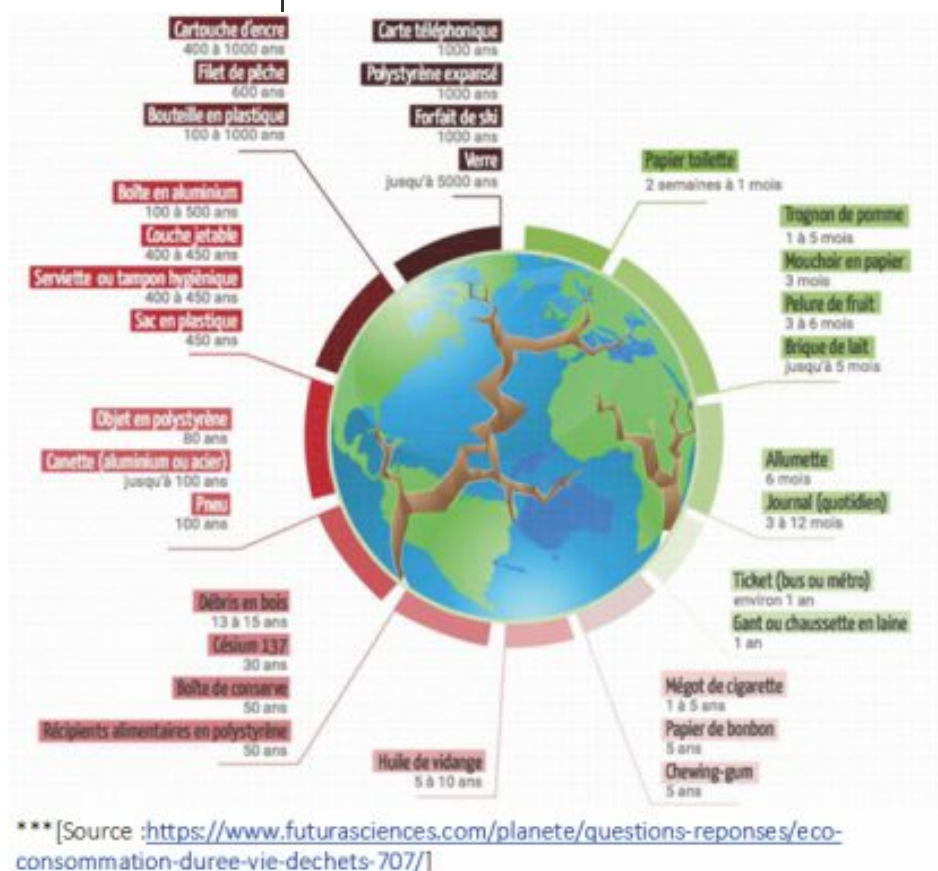 Cartouche d'encre
400 à 1000 ans
Filet de pêche
600 ans
Bouteille en plastique
100 à 1000 ans
Carte téléphonique
1000 ans
Polystyrène expansé
1000 ans
Forfait de ski
1000 ans
Verre
jusqu'à 5000 ans
Papier toilette
2 semaines à 1 mois
Trognon de pomme
1 à 5 mois
Mouchoir en papier
3 mois
Pelure de fruit
3 à 6 mois
Brique de lait
jusqu'à 5 mois
Allumette
6 mois
Journal (quotidien)
3 à 12 mois
Ticket (bus ou métro)
environ 1 an
Gant ou chaussette en laine
1 an
Mégot de cigarette
1 à 5 ans
Papier de bonbon
5 ans
Chewing-gum
5 ans
Huile de vidange
5 à 10 ans
Débris en bois
13 à 15 ans
Césium 137
30 ans
Boîte de conserve
50 ans
Récipients alimentaires en polystyrène
50 ans
Objet en polystyrène
80 ans
Canette (aluminium ou acier)
jusqu'à 100 ans
Pneu
100 ans
Boîte en aluminium
100 à 500 ans
Couche jetable
400 à 450 ans
Serviette ou tampon hygiènique
400 à 450 ans
Sac en plastique
450 ans
***[Source :https://www.futurasciences.com/planete/questions-reponses/eco-
consommation-duree-vie-dechets-707/]